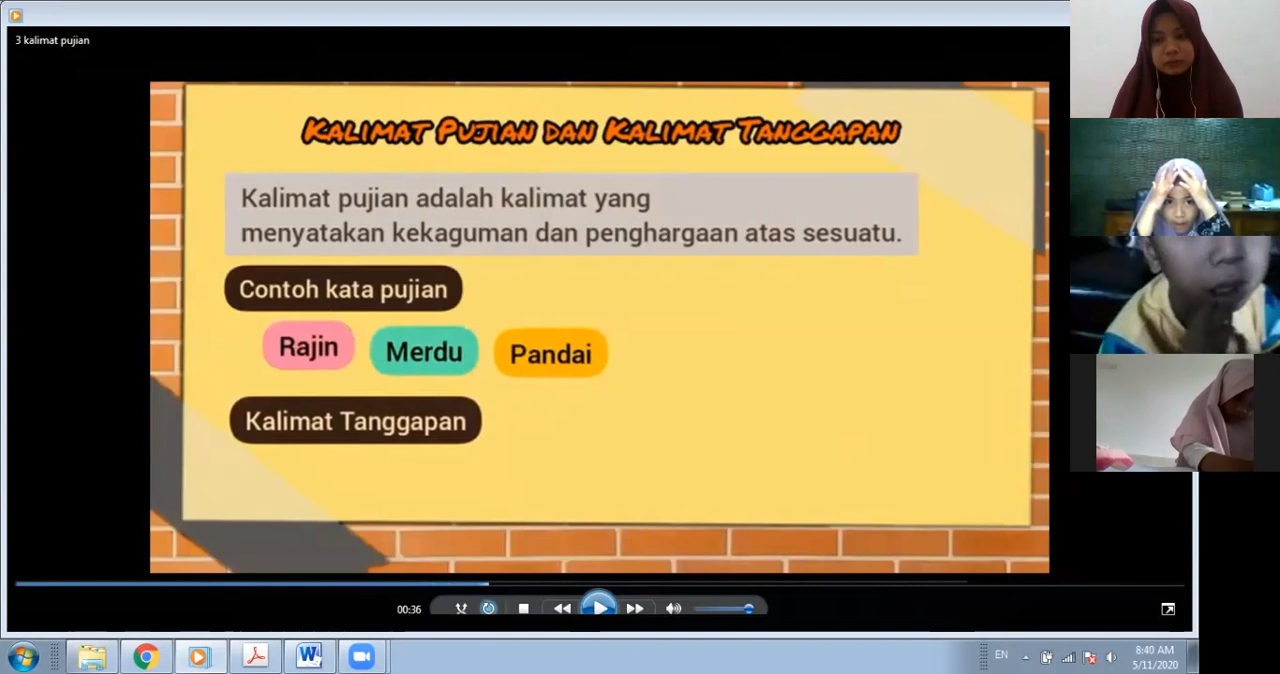 3 kalimat pujian
KALIMAT PUJIAN DAN KALIMAT TANGGAPAN
Kalimat pujian adalah kalimat yang
menyatakan kekaguman dan penghargaan atas sesuatu.
Contoh kata pujian
Rajin Merdu Pandai
Kalimat Tanggapan
00:36
EN
8:40 AM
5/11/2020